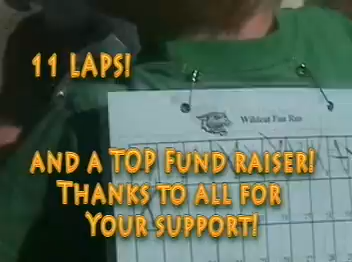 11 LAPS!
Wildcat Fun Run
AND A TOP FUND RAISER!
THANKS TO ALL FOR
YOUR SUPPORT!